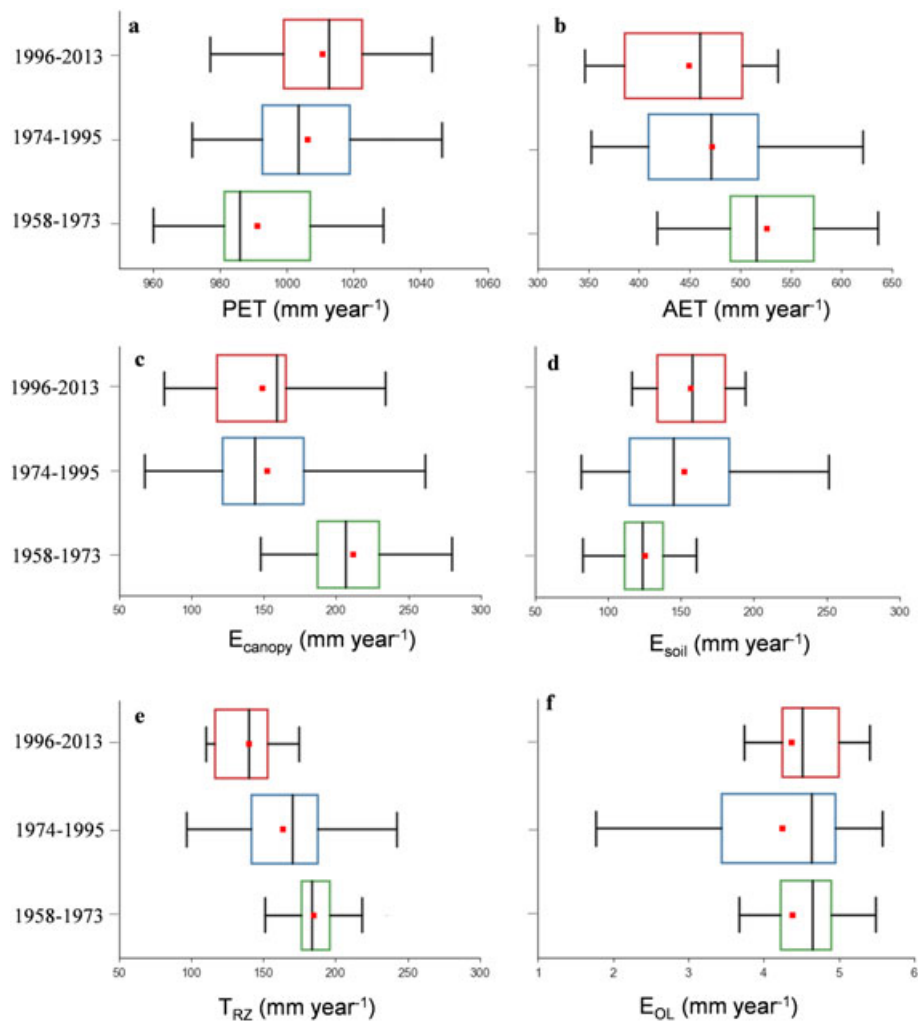 a
b
1996-2013
1974-1995
1958-1973
960 980 1000 1020 1040 1060
300 350 400 450 500 550 600 650
PET (mm year⁻¹)
AET (mm year⁻¹)
c
d
1996-2013
1974-1995
1958-1973
50 100 150 200 250 300
50 100 150 200 250 300
E_canopy (mm year⁻¹)
E_soil (mm year⁻¹)
e
f
1996-2013
1974-1995
1958-1973
50 100 150 200 250 300
1 2 3 4 5 6
T_RZ (mm year⁻¹)
E_OL (mm year⁻¹)